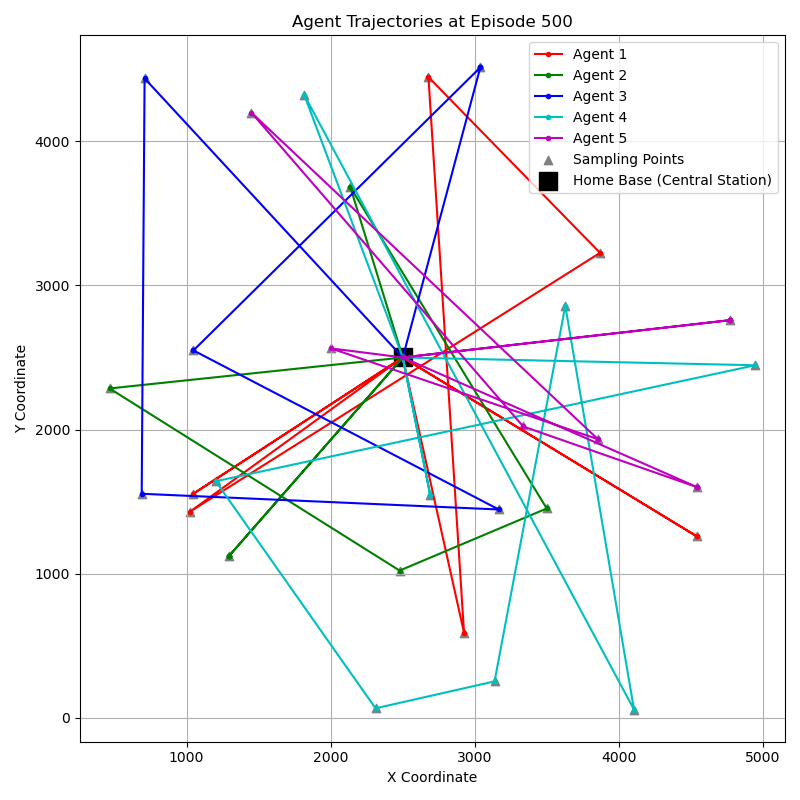 Agent Trajectories at Episode 500
Agent 1
Agent 2
Agent 3
Agent 4
Agent 5
Sampling Points
Home Base (Central Station)
Y Coordinate
4000
3000
2000
1000
0
1000 2000 3000 4000 5000
X Coordinate